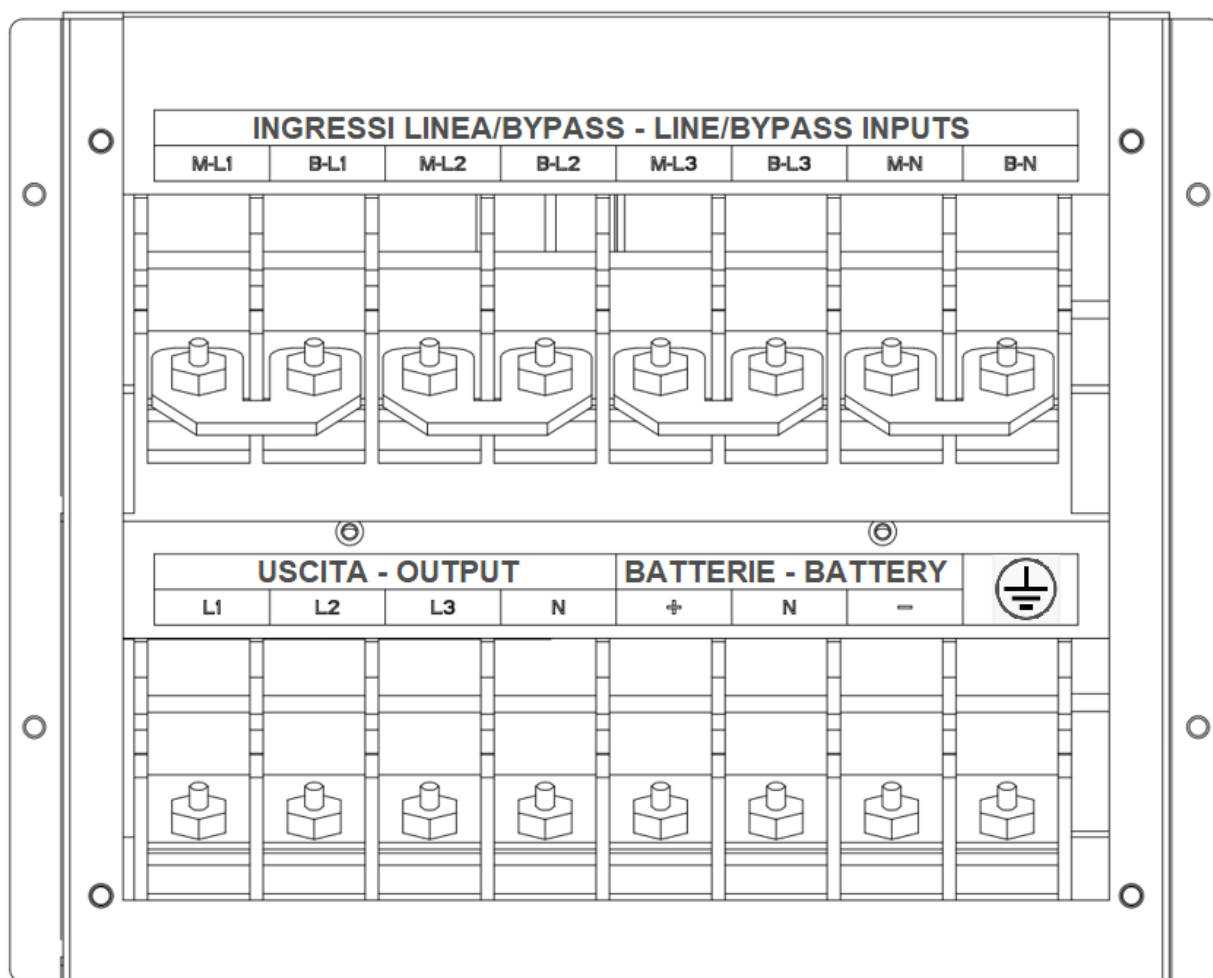 INGRESSI LINEA/BYPASS - LINE/BYPASS INPUTS
M-L1 B-L1 M-L2 B-L2 M-L3 B-L3 M-N B-N
USCITA - OUTPUT BATTERIE - BATTERY
L1 L2 L3 N + N −